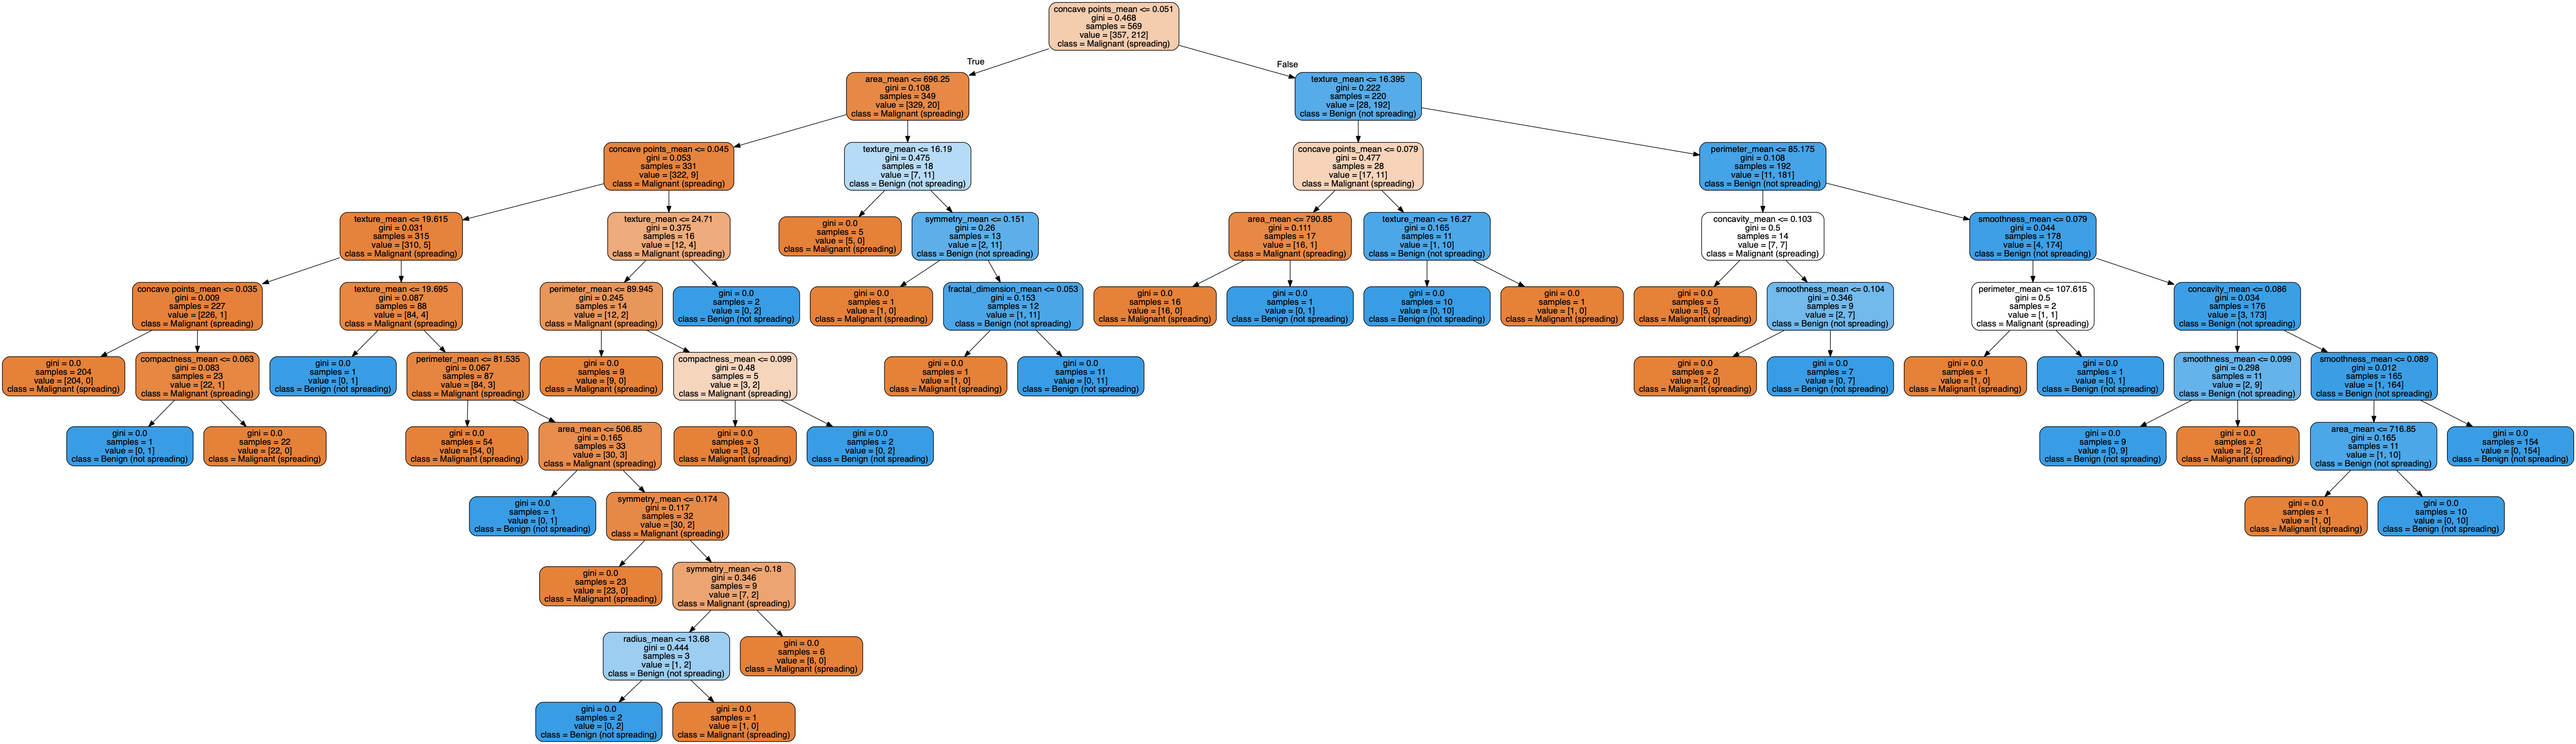 concave points_mean <= 0.051
gini = 0.468
samples = 569
value = [357, 212]
class = Malignant (spreading)
True
False
area_mean <= 696.25
gini = 0.108
samples = 349
value = [329, 20]
class = Malignant (spreading)
texture_mean <= 16.395
gini = 0.222
samples = 220
value = [28, 192]
class = Benign (not spreading)
concave points_mean <= 0.045
gini = 0.053
samples = 331
value = [322, 9]
class = Malignant (spreading)
texture_mean <= 16.19
gini = 0.475
samples = 18
value = [7, 11]
class = Benign (not spreading)
concave points_mean <= 0.079
gini = 0.477
samples = 28
value = [17, 11]
class = Malignant (spreading)
perimeter_mean <= 85.175
gini = 0.108
samples = 192
value = [11, 181]
class = Benign (not spreading)
texture_mean <= 19.615
gini = 0.031
samples = 315
value = [310, 5]
class = Malignant (spreading)
texture_mean <= 24.71
gini = 0.375
samples = 16
value = [12, 4]
class = Malignant (spreading)
gini = 0.0
samples = 5
value = [5, 0]
class = Malignant (spreading)
symmetry_mean <= 0.151
gini = 0.26
samples = 13
value = [2, 11]
class = Benign (not spreading)
area_mean <= 790.85
gini = 0.111
samples = 17
value = [16, 1]
class = Malignant (spreading)
texture_mean <= 16.27
gini = 0.165
samples = 11
value = [1, 10]
class = Benign (not spreading)
concavity_mean <= 0.103
gini = 0.5
samples = 14
value = [7, 7]
class = Malignant (spreading)
smoothness_mean <= 0.079
gini = 0.044
samples = 178
value = [4, 174]
class = Benign (not spreading)
concave points_mean <= 0.035
gini = 0.009
samples = 227
value = [226, 1]
class = Malignant (spreading)
texture_mean <= 19.695
gini = 0.087
samples = 88
value = [84, 4]
class = Malignant (spreading)
perimeter_mean <= 89.945
gini = 0.245
samples = 14
value = [12, 2]
class = Malignant (spreading)
gini = 0.0
samples = 2
value = [0, 2]
class = Benign (not spreading)
gini = 0.0
samples = 1
value = [1, 0]
class = Malignant (spreading)
fractal_dimension_mean <= 0.053
gini = 0.153
samples = 12
value = [1, 11]
class = Benign (not spreading)
gini = 0.0
samples = 16
value = [16, 0]
class = Malignant (spreading)
gini = 0.0
samples = 1
value = [0, 1]
class = Benign (not spreading)
gini = 0.0
samples = 10
value = [0, 10]
class = Benign (not spreading)
gini = 0.0
samples = 1
value = [1, 0]
class = Malignant (spreading)
gini = 0.0
samples = 5
value = [5, 0]
class = Malignant (spreading)
smoothness_mean <= 0.104
gini = 0.346
samples = 9
value = [2, 7]
class = Benign (not spreading)
perimeter_mean <= 107.615
gini = 0.5
samples = 2
value = [1, 1]
class = Malignant (spreading)
concavity_mean <= 0.086
gini = 0.034
samples = 176
value = [3, 173]
class = Benign (not spreading)
gini = 0.0
samples = 204
value = [204, 0]
class = Malignant (spreading)
compactness_mean <= 0.063
gini = 0.083
samples = 23
value = [22, 1]
class = Malignant (spreading)
gini = 0.0
samples = 1
value = [0, 1]
class = Benign (not spreading)
perimeter_mean <= 81.535
gini = 0.067
samples = 87
value = [84, 3]
class = Malignant (spreading)
gini = 0.0
samples = 9
value = [9, 0]
class = Malignant (spreading)
compactness_mean <= 0.099
gini = 0.48
samples = 5
value = [3, 2]
class = Malignant (spreading)
gini = 0.0
samples = 1
value = [1, 0]
class = Malignant (spreading)
gini = 0.0
samples = 11
value = [0, 11]
class = Benign (not spreading)
gini = 0.0
samples = 2
value = [2, 0]
class = Malignant (spreading)
gini = 0.0
samples = 7
value = [0, 7]
class = Benign (not spreading)
gini = 0.0
samples = 1
value = [1, 0]
class = Malignant (spreading)
gini = 0.0
samples = 1
value = [0, 1]
class = Benign (not spreading)
smoothness_mean <= 0.099
gini = 0.298
samples = 11
value = [2, 9]
class = Benign (not spreading)
smoothness_mean <= 0.089
gini = 0.012
samples = 165
value = [1, 164]
class = Benign (not spreading)
gini = 0.0
samples = 1
value = [0, 1]
class = Benign (not spreading)
gini = 0.0
samples = 22
value = [22, 0]
class = Malignant (spreading)
gini = 0.0
samples = 54
value = [54, 0]
class = Malignant (spreading)
area_mean <= 506.85
gini = 0.165
samples = 33
value = [30, 3]
class = Malignant (spreading)
gini = 0.0
samples = 3
value = [3, 0]
class = Malignant (spreading)
gini = 0.0
samples = 2
value = [0, 2]
class = Benign (not spreading)
gini = 0.0
samples = 9
value = [0, 9]
class = Benign (not spreading)
gini = 0.0
samples = 2
value = [2, 0]
class = Malignant (spreading)
area_mean <= 716.85
gini = 0.165
samples = 11
value = [1, 10]
class = Benign (not spreading)
gini = 0.0
samples = 154
value = [0, 154]
class = Benign (not spreading)
gini = 0.0
samples = 1
value = [0, 1]
class = Benign (not spreading)
symmetry_mean <= 0.174
gini = 0.117
samples = 32
value = [30, 2]
class = Malignant (spreading)
gini = 0.0
samples = 1
value = [1, 0]
class = Malignant (spreading)
gini = 0.0
samples = 10
value = [0, 10]
class = Benign (not spreading)
gini = 0.0
samples = 23
value = [23, 0]
class = Malignant (spreading)
symmetry_mean <= 0.18
gini = 0.346
samples = 9
value = [7, 2]
class = Malignant (spreading)
radius_mean <= 13.68
gini = 0.444
samples = 3
value = [1, 2]
class = Benign (not spreading)
gini = 0.0
samples = 6
value = [6, 0]
class = Malignant (spreading)
gini = 0.0
samples = 2
value = [0, 2]
class = Benign (not spreading)
gini = 0.0
samples = 1
value = [1, 0]
class = Malignant (spreading)